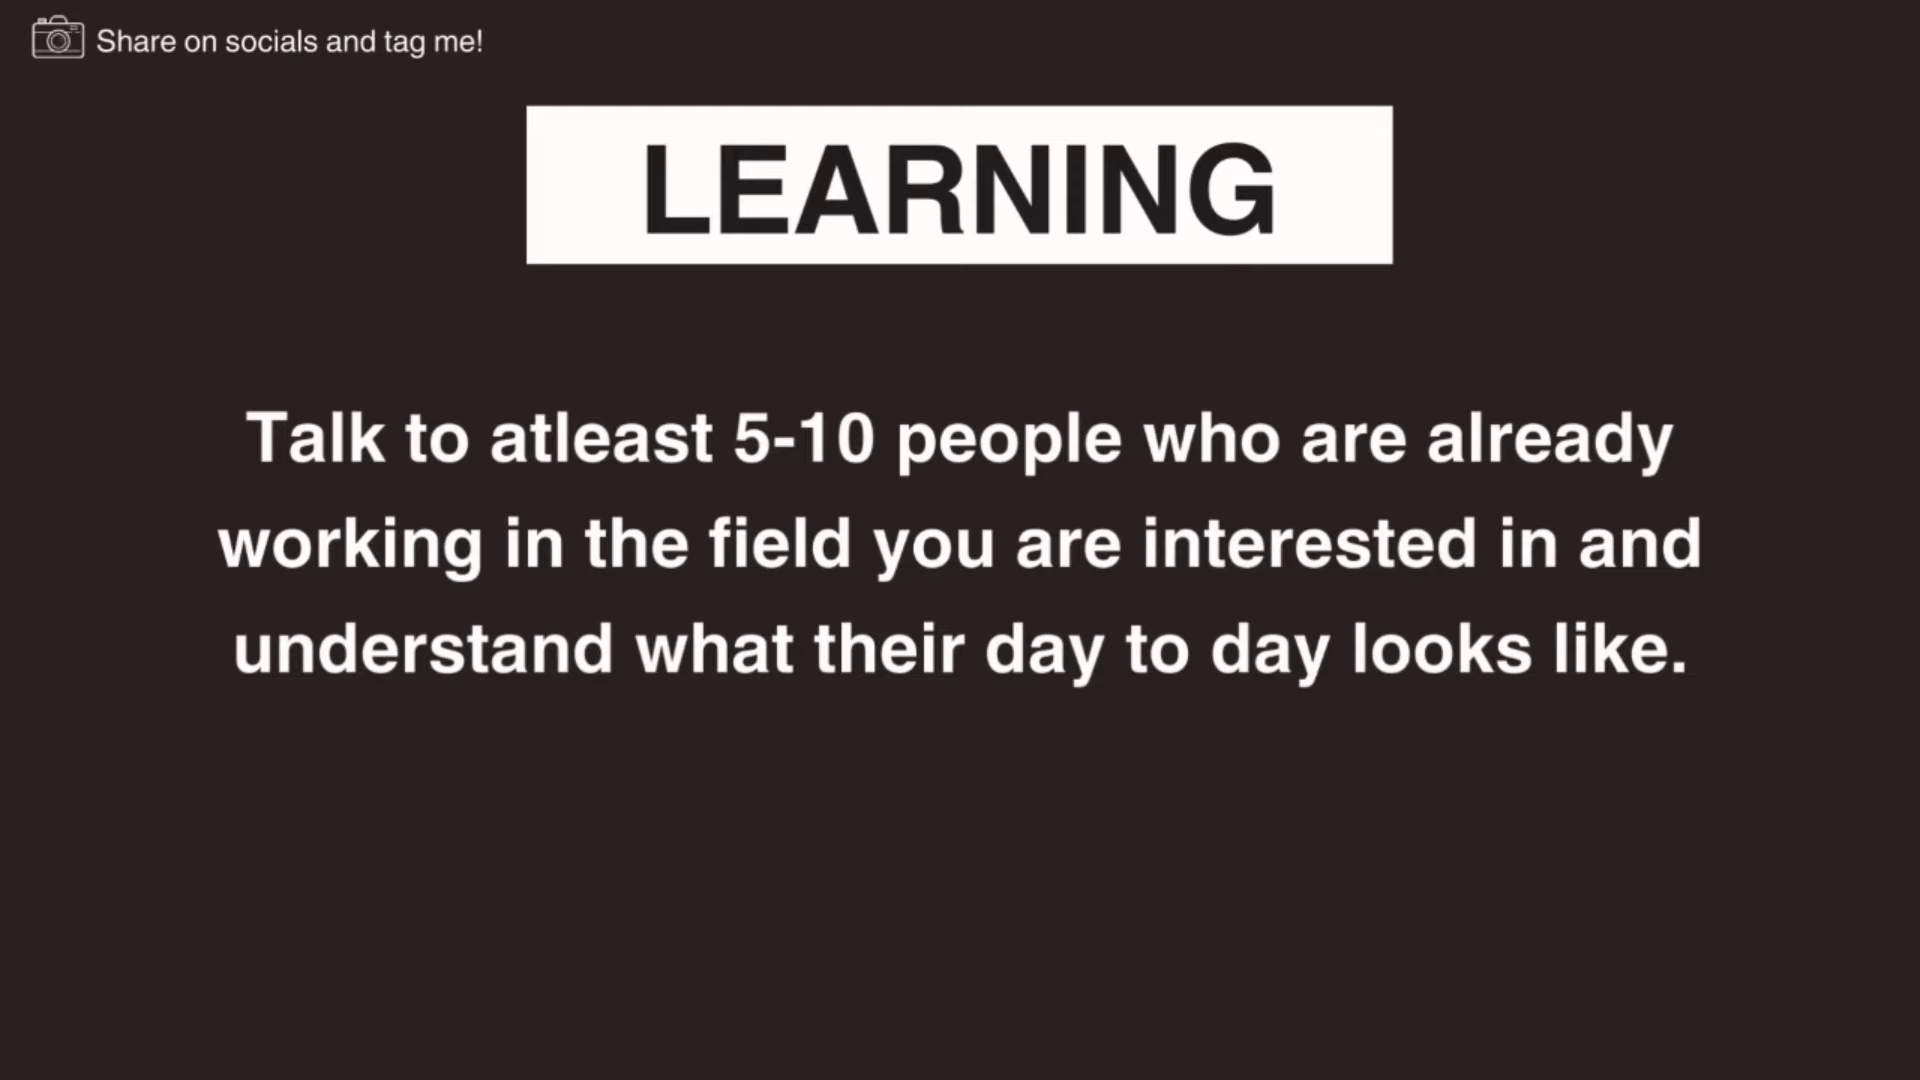 Share on socials and tag me!
LEARNING
Talk to atleast 5-10 people who are already
working in the field you are interested in and
understand what their day to day looks like.